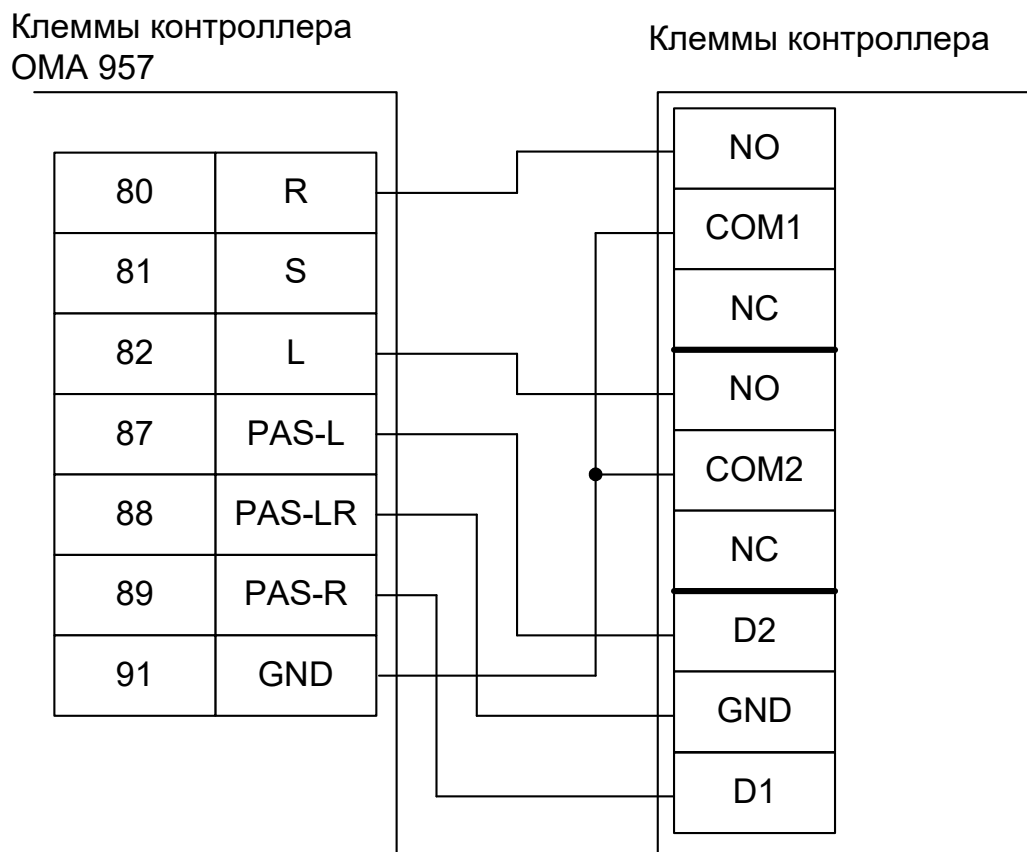 Клеммы контроллера
ОМА 957
Клеммы контроллера
80 R
81 S
82 L
87 PAS-L
88 PAS-LR
89 PAS-R
91 GND
NO
COM1
NC
NO
COM2
NC
D2
GND
D1